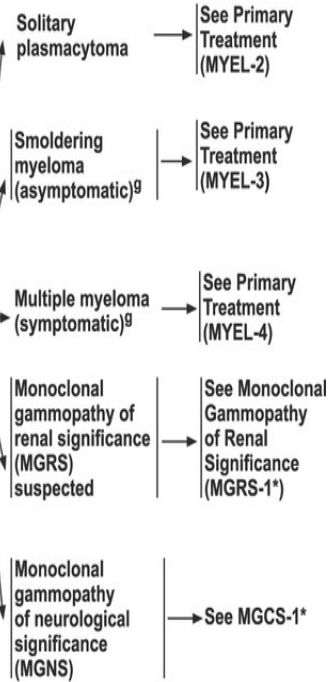 Solitary
plasmacytoma
See Primary
Treatment
(MYEL-2)
Smoldering
myeloma
(asymptomatic)g
See Primary
Treatment
(MYEL-3)
Multiple myeloma
(symptomatic)g
See Primary
Treatment
(MYEL-4)
Monoclonal
gammopathy of
renal significance
(MGRS)
suspected
See Monoclonal
Gammopathy
of Renal
Significance
(MGRS-1*)
Monoclonal
gammopathy
of neurological
significance
(MGNS)
See MGCS-1*